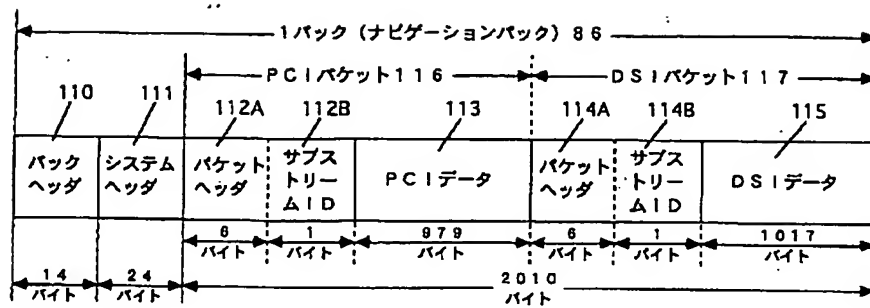 1パック(ナビゲーションパック)86
PCIパケット116
DSIパケット117
110
111
112A
112B
113
114A
114B
115
パック
ヘッダ
システム
ヘッダ
パケット
ヘッダ
サブス
トリー
ムID
PCIデータ
パケット
ヘッダ
サブス
トリー
ムID
DSIデータ
6
バイト
1
バイト
979
バイト
6
バイト
1
バイト
1017
バイト
14
バイト
24
バイト
2010
バイト